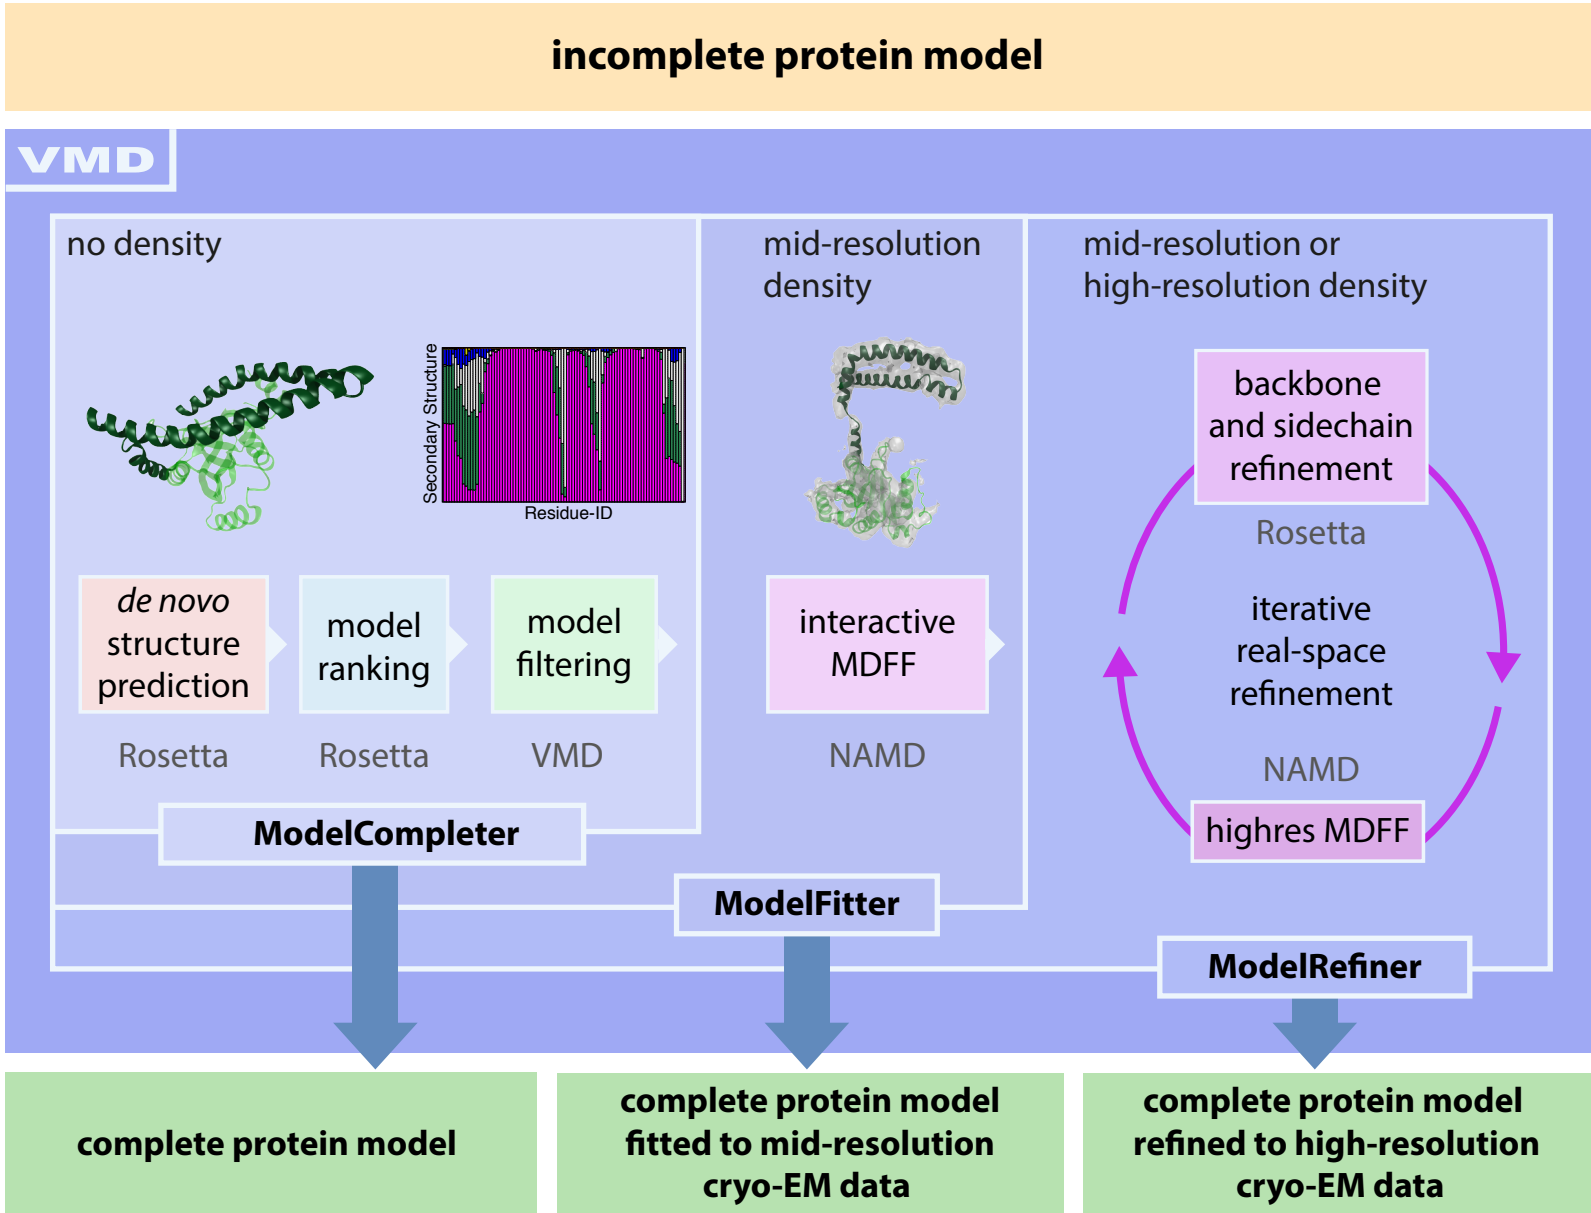 incomplete protein model
VMD
no density
Secondary Structure
Residue-ID
de novo
structure
prediction
Rosetta
model
ranking
Rosetta
model
filtering
VMD
ModelCompleter
mid-resolution
density
interactive
MDFF
NAMD
ModelFitter
mid-resolution or
high-resolution density
backbone
and sidechain
refinement
Rosetta
iterative
real-space
refinement
NAMD
highres MDFF
ModelRefiner
complete protein model
complete protein model
fitted to mid-resolution
cryo-EM data
complete protein model
refined to high-resolution
cryo-EM data